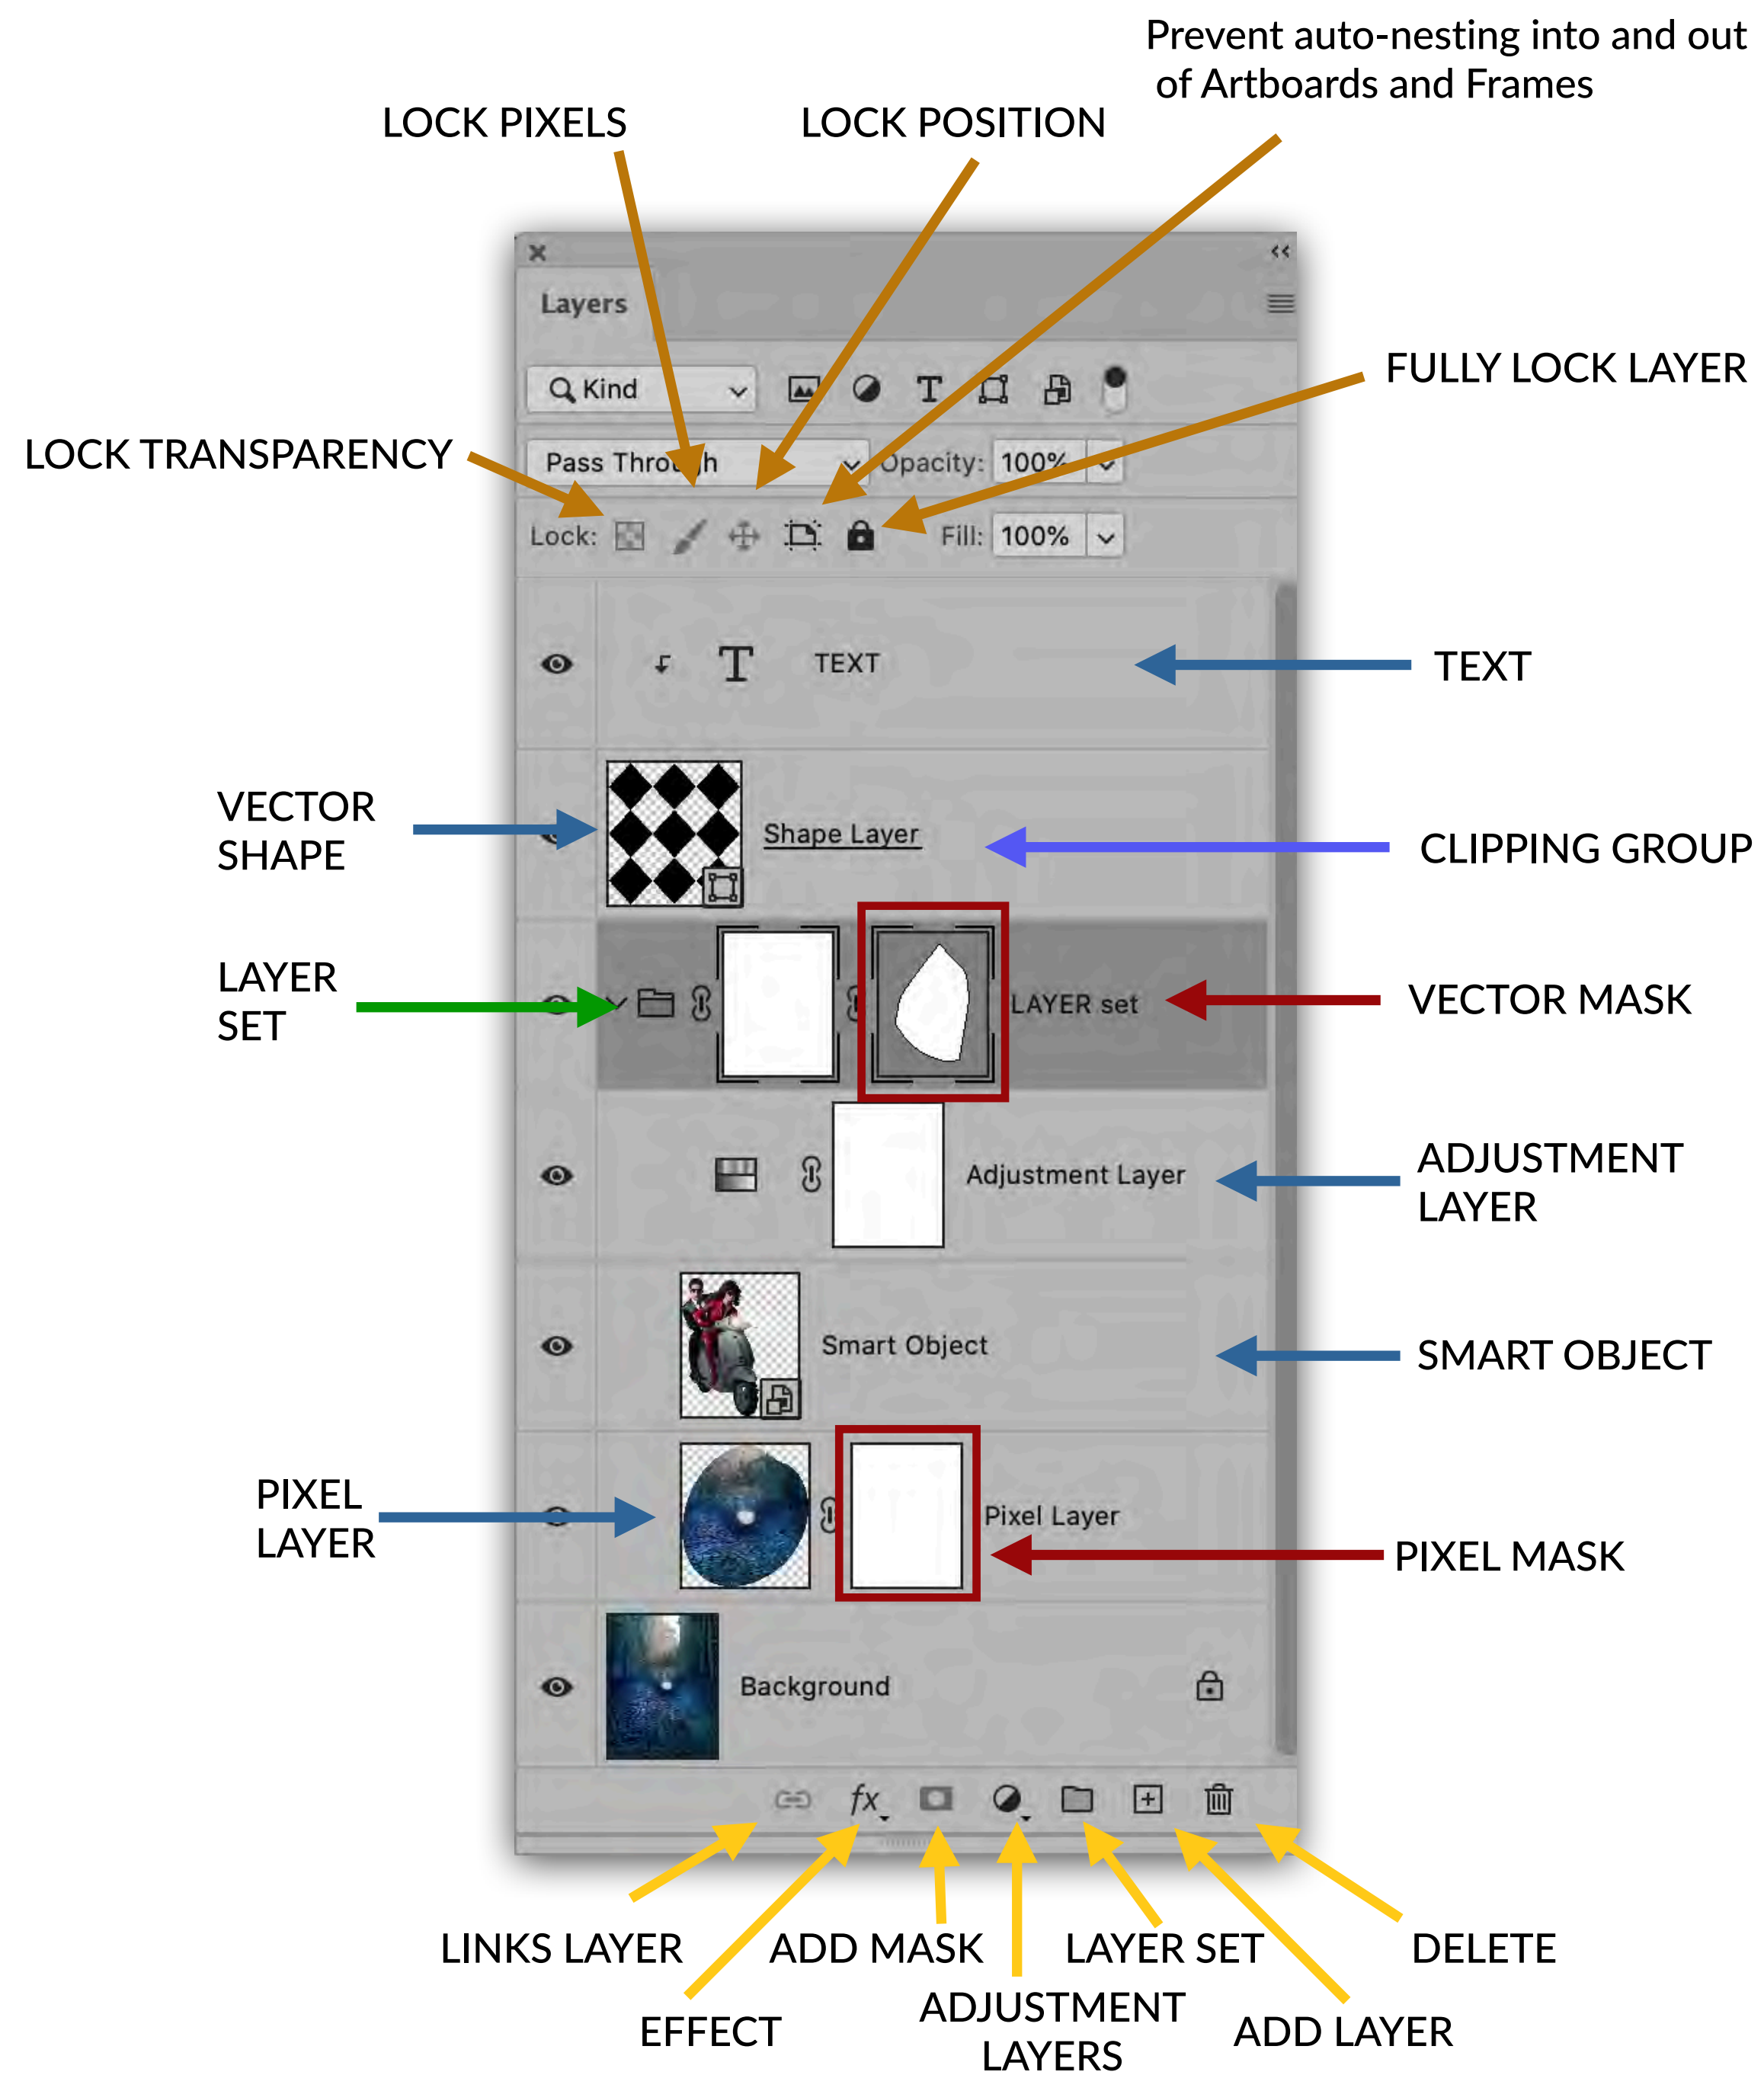 Prevent auto-nesting into and out
of Artboards and Frames
LOCK PIXELS
LOCK POSITION
Layers
FULLY LOCK LAYER
Kind
T
LOCK TRANSPARENCY
Pass Through
Opacity: 100%
Lock:
Fill: 100%
T TEXT
TEXT
VECTOR
SHAPE
Shape Layer
CLIPPING GROUP
LAYER
SET
LAYER set
VECTOR MASK
Adjustment Layer
ADJUSTMENT
LAYER
Smart Object
SMART OBJECT
PIXEL
LAYER
Pixel Layer
PIXEL MASK
Background
fx
LINKS LAYER
ADD MASK
LAYER SET
DELETE
EFFECT
ADJUSTMENT
LAYERS
ADD LAYER